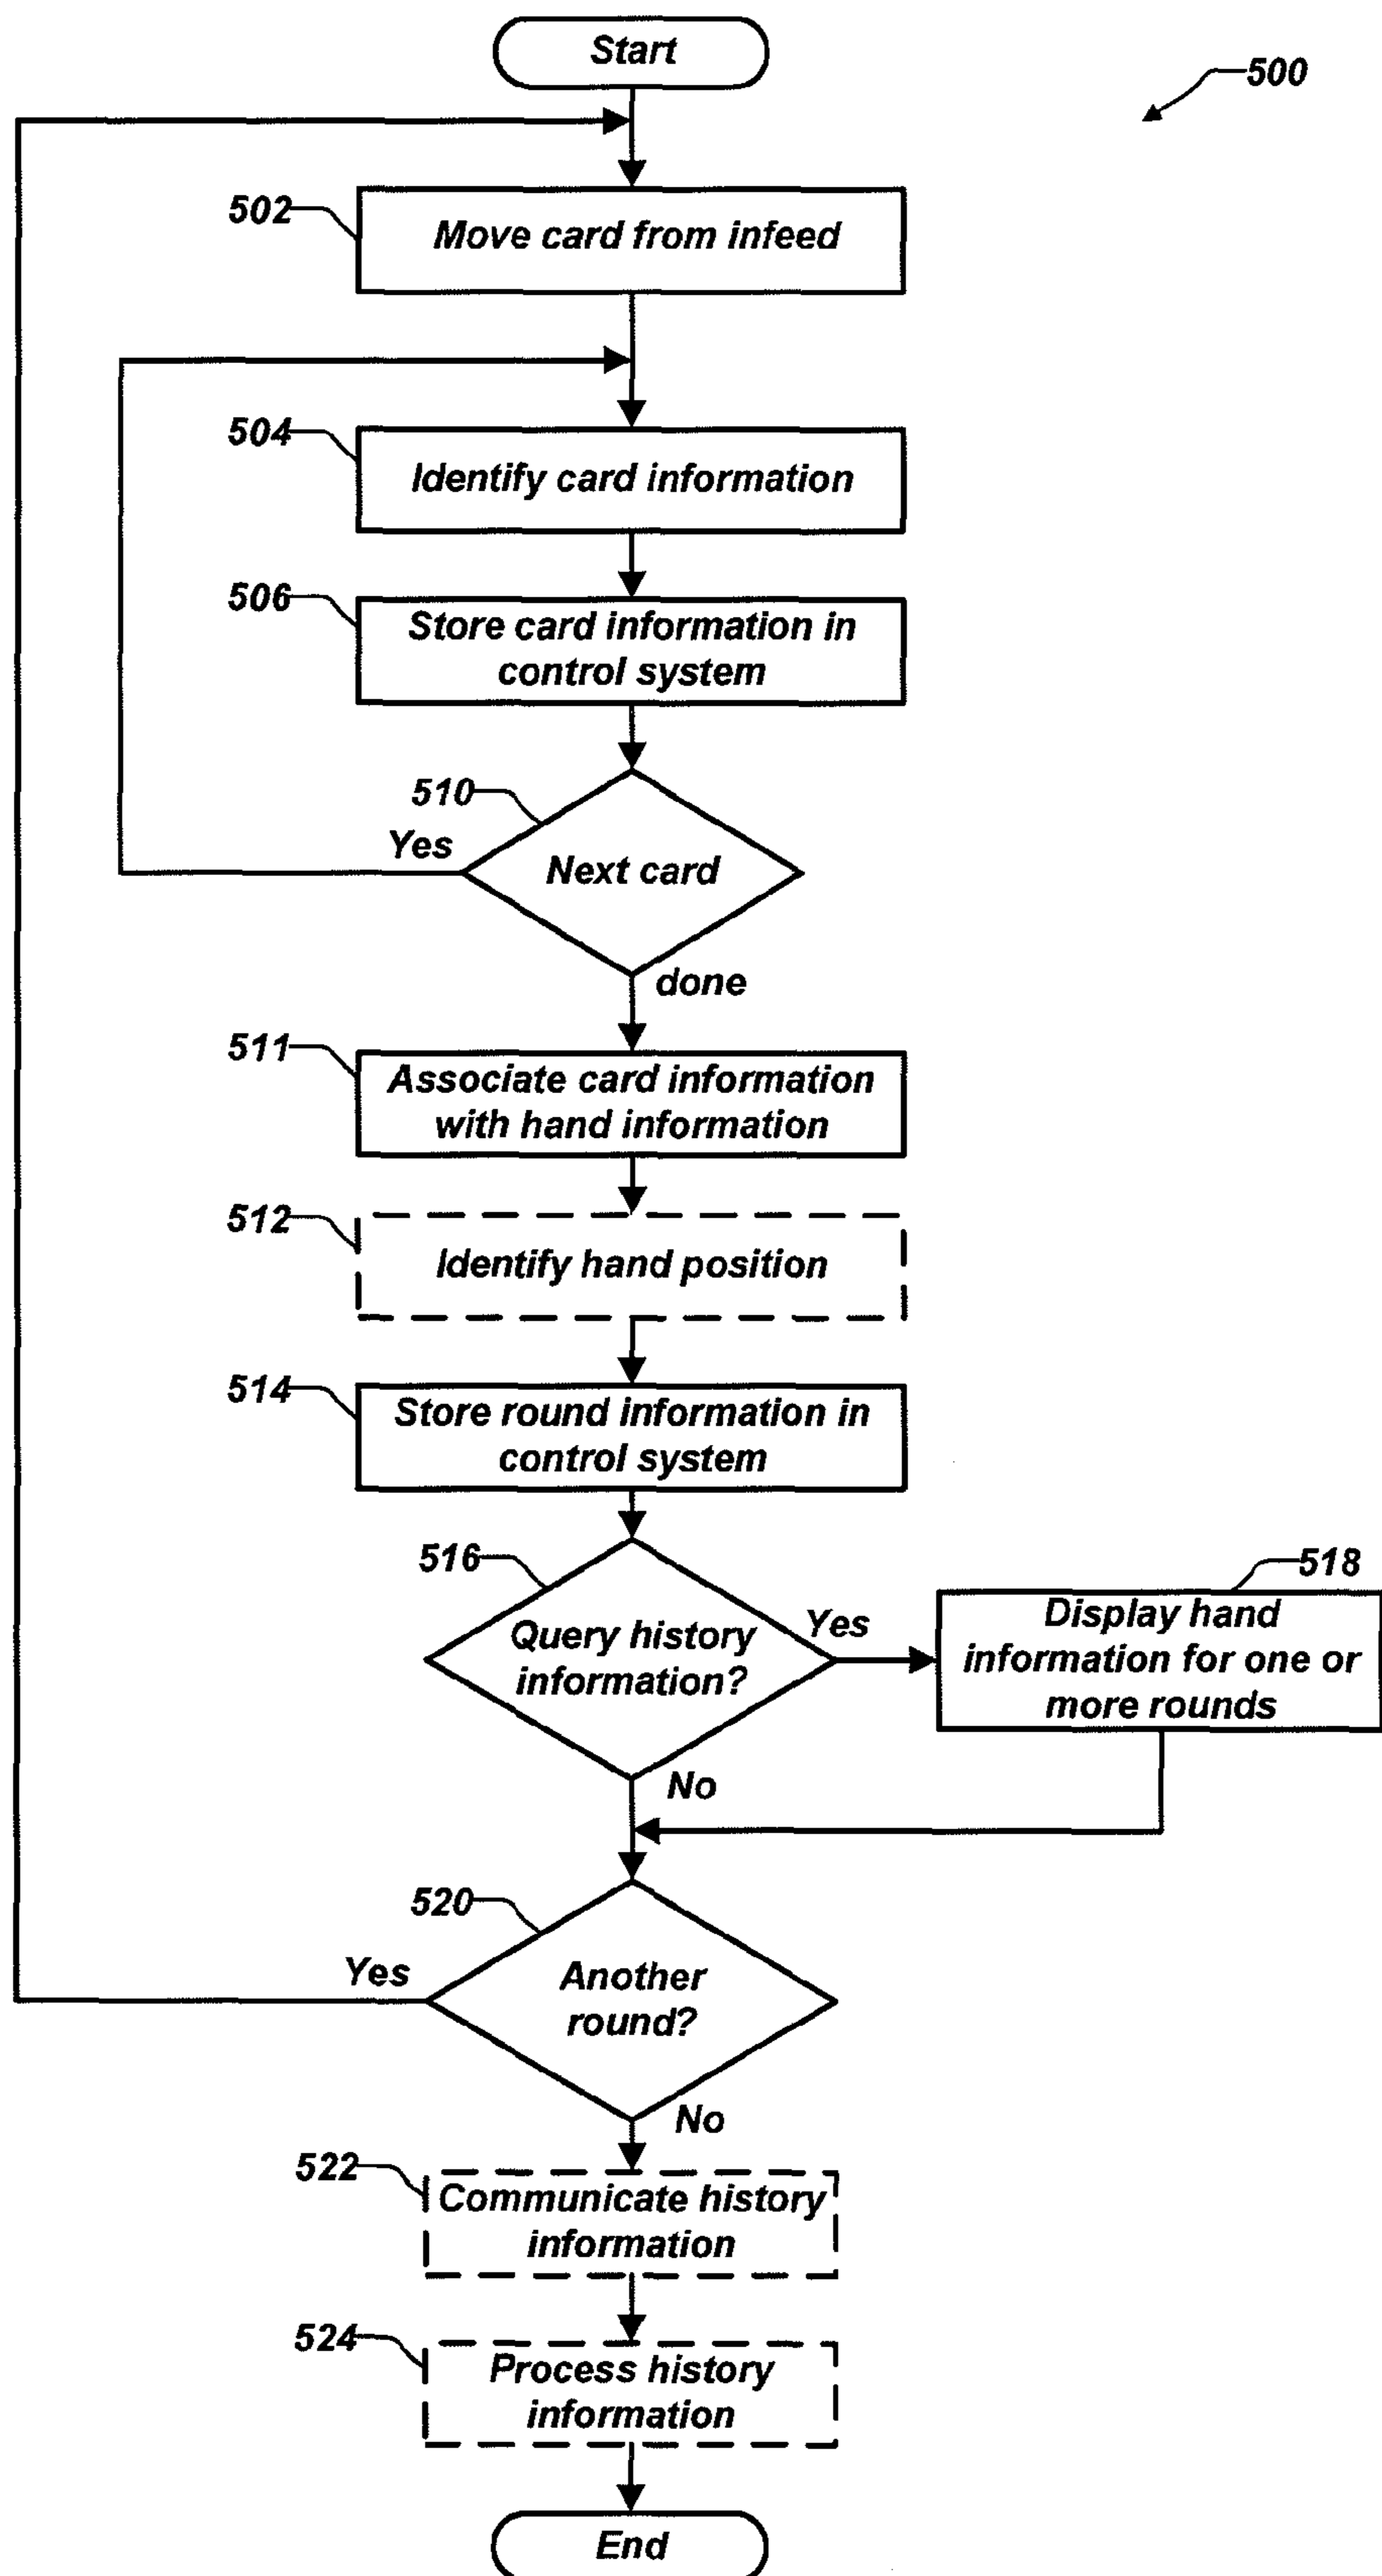 Start
500
502
Move card from infeed
504
Identify card information
506
Store card information in
control system
510
Yes
Next card
done
511
Associate card information
with hand information
512
Identify hand position
514
Store round information in
control system
516
Query history
information?
Yes
518
Display hand
information for one or
more rounds
No
520
Yes
Another
round?
No
522
Communicate history
information
524
Process history
information
End